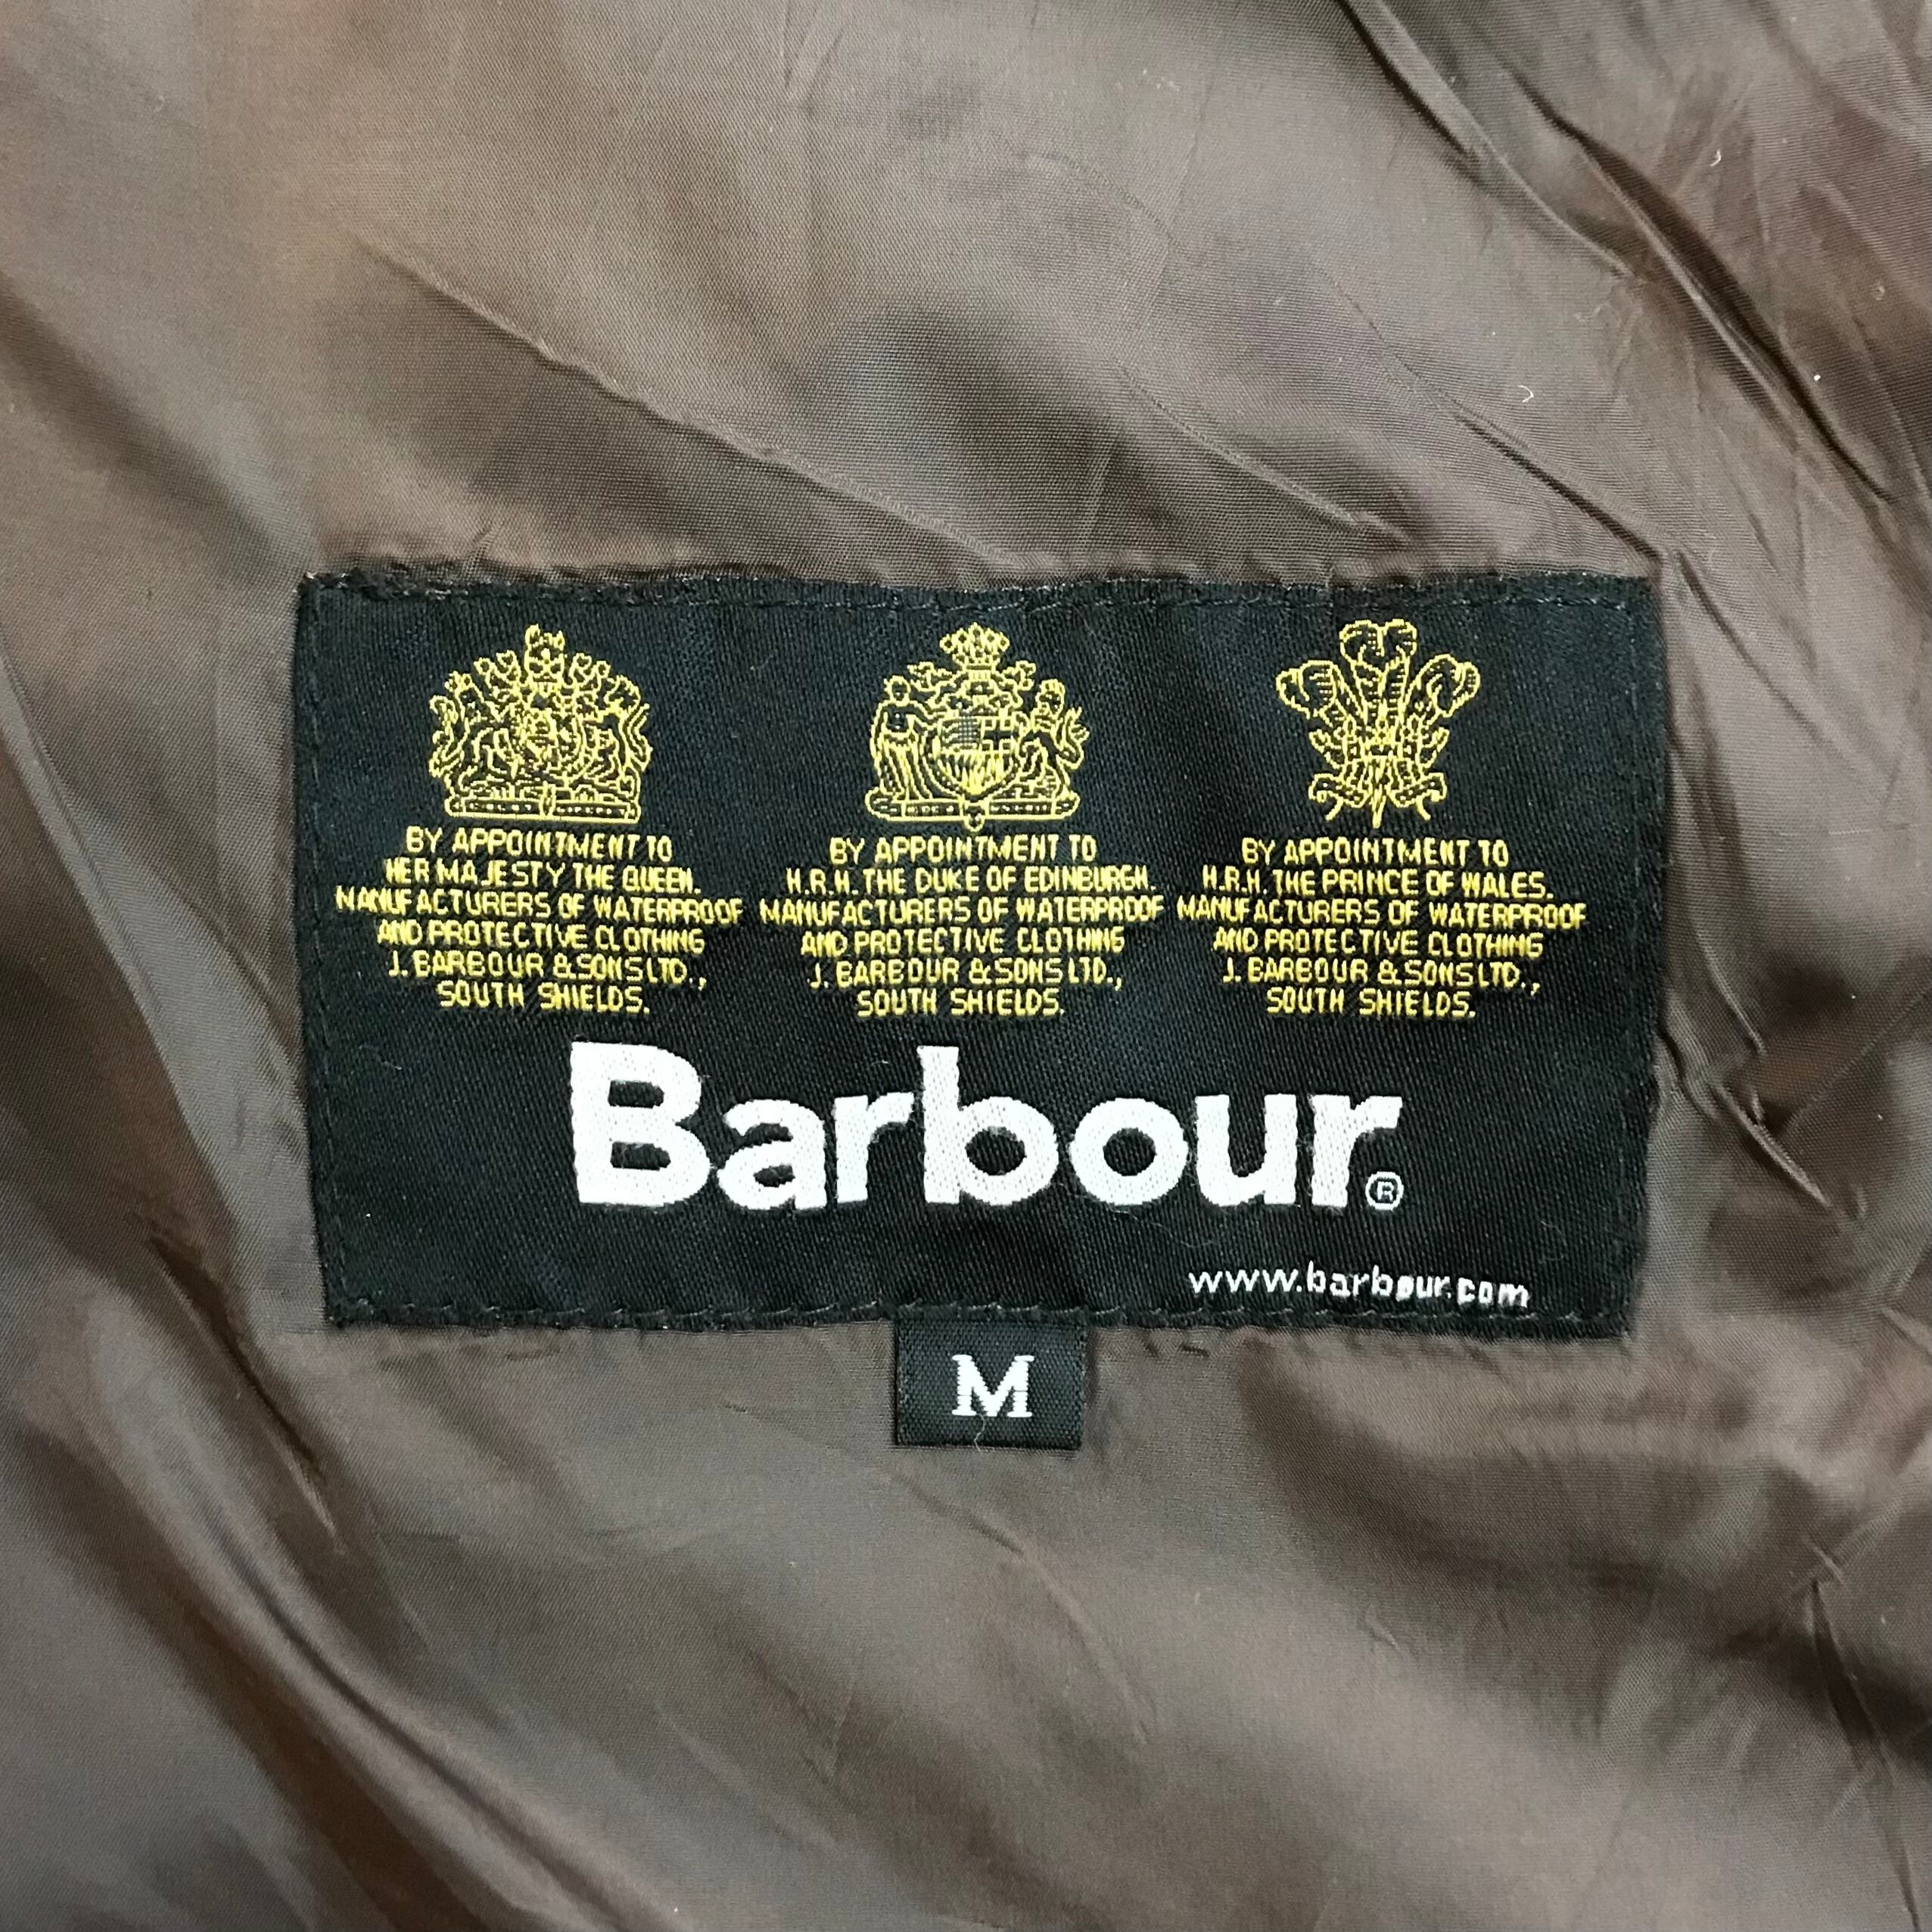 BY APPOINTMENT TO
HER MAJESTY THE QUEEN.
MANUFACTURERS OF WATERPROOF
AND PROTECTIVE CLOTHING
J. BARBOUR & SONS LTD.,
SOUTH SHIELDS.
BY APPOINTMENT TO
H.R.H. THE DUKE OF EDINBURGH.
MANUFACTURERS OF WATERPROOF
AND PROTECTIVE CLOTHING
J. BARBOUR & SONS LTD.,
SOUTH SHIELDS.
BY APPOINTMENT TO
H.R.H. THE PRINCE OF WALES.
MANUFACTURERS OF WATERPROOF
AND PROTECTIVE CLOTHING
J. BARBOUR & SONS LTD.,
SOUTH SHIELDS.
Barbour®
www.barbour.com
M